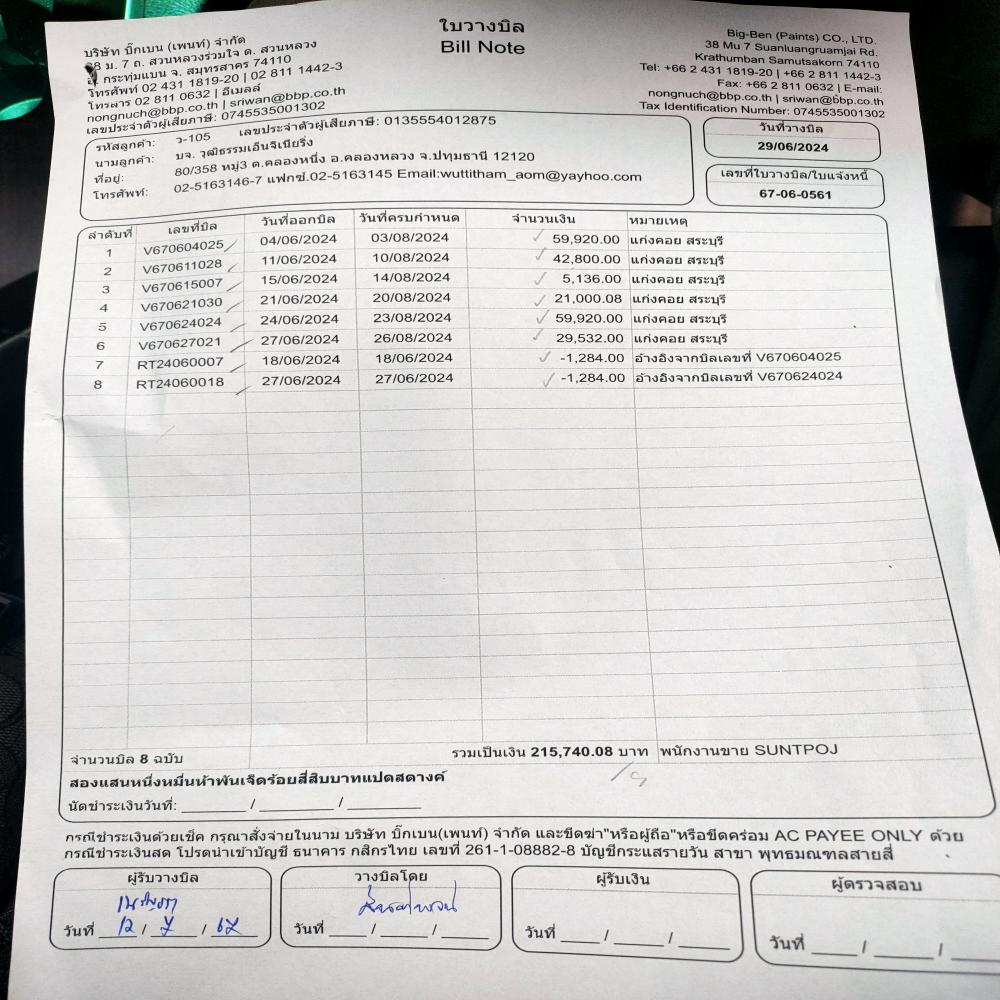 ใบวางบิล
Bill Note
บริษัท บิ๊กเบน (เพนท์) จำกัด
38 ม. 7 ถ. สวนหลวงร่วมใจ ต. สวนหลวง
อ. กระทุ่มแบน จ. สมุทรสาคร 74110
โทรศัพท์ 02 431 1819-20 | 02 811 1442-3
โทรสาร 02 811 0632 | อีเมลล์
nongnuch@bbp.co.th | sriwan@bbp.co.th
เลขประจำตัวผู้เสียภาษี: 0745535001302
Big-Ben (Paints) CO., LTD.
38 Mu 7 Suanluangruamjai Rd.
Krathumban Samutsakorn 74110
Tel: +66 2 431 1819-20 | +66 2 811 1442-3
Fax: +66 2 811 0632 | E-mail:
nongnuch@bbp.co.th | sriwan@bbp.co.th
Tax Identification Number: 0745535001302
รหัสลูกค้า: ว-105 เลขประจำตัวผู้เสียภาษี: 0135554012875
นามลูกค้า: บจ. วุฒิธรรมเอ็นจิเนียริ่ง
ที่อยู่: 80/358 หมู่3 ต.คลองหนึ่ง อ.คลองหลวง จ.ปทุมธานี 12120
โทรศัพท์: 02-5163146-7 แฟกซ์.02-5163145 Email:wuttitham_aom@yayhoo.com
วันที่วางบิล
29/06/2024
เลขที่ใบวางบิล/ใบแจ้งหนี้
67-06-0561
ลำดับที่ เลขที่บิล วันที่ออกบิล วันที่ครบกำหนด จำนวนเงิน หมายเหตุ
1 V670604025 04/06/2024 03/08/2024 59,920.00 แก่งคอย สระบุรี
2 V670611028 11/06/2024 10/08/2024 42,800.00 แก่งคอย สระบุรี
3 V670615007 15/06/2024 14/08/2024 5,136.00 แก่งคอย สระบุรี
4 V670621030 21/06/2024 20/08/2024 21,000.08 แก่งคอย สระบุรี
5 V670624024 24/06/2024 23/08/2024 59,920.00 แก่งคอย สระบุรี
6 V670627021 27/06/2024 26/08/2024 29,532.00 แก่งคอย สระบุรี
7 RT24060007 18/06/2024 18/06/2024 -1,284.00 อ้างอิงจากบิลเลขที่ V670604025
8 RT24060018 27/06/2024 27/06/2024 -1,284.00 อ้างอิงจากบิลเลขที่ V670624024
จำนวนบิล 8 ฉบับ รวมเป็นเงิน 215,740.08 บาท พนักงานขาย SUNTPOJ
สองแสนหนึ่งหมื่นห้าพันเจ็ดร้อยสี่สิบบาทแปดสตางค์
นัดชำระเงินวันที่: ______ / ______ / ______
กรณีชำระเงินด้วยเช็ค กรุณาสั่งจ่ายในนาม บริษัท บิ๊กเบน(เพนท์) จำกัด และขีดฆ่า"หรือผู้ถือ"หรือขีดคร่อม AC PAYEE ONLY ด้วย
กรณีชำระเงินสด โปรดนำเข้าบัญชี ธนาคาร กสิกรไทย เลขที่ 261-1-08882-8 บัญชีกระแสรายวัน สาขา พุทธมณฑลสายสี่
ผู้รับวางบิล วางบิลโดย ผู้รับเงิน ผู้ตรวจสอบ
วันที่ 12 / 7 / 67 วันที่ ____ / ____ / ____ วันที่ ____ / ____ / ____ วันที่ ____ / ____ / ____